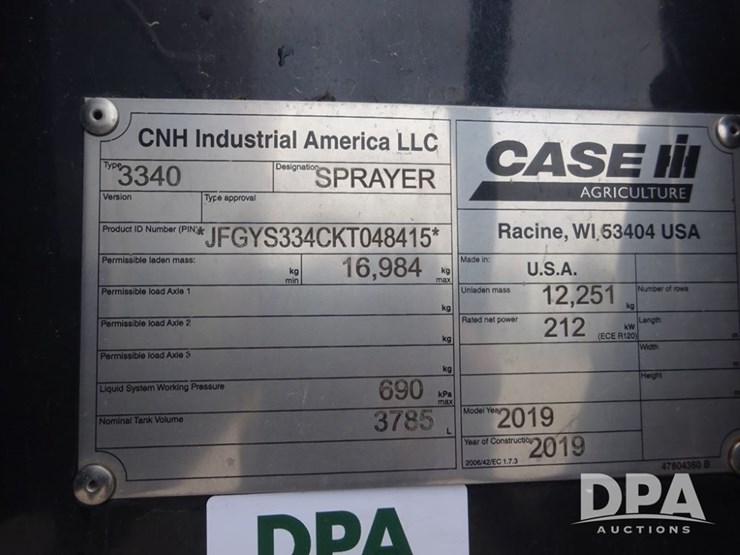 CNH Industrial America LLC
Type 3340 Designation SPRAYER
Version Type approval
Product ID Number (PIN) *JFGYS334CKT048415*
Permissible laden mass: kg min 16,984 kg max
Permissible load Axle 1 kg
Permissible load Axle 2 kg
Permissible load Axle 3 kg
Liquid System Working Pressure 690 kPa max
Nominal Tank Volume 3785 L
CASE IH
AGRICULTURE
Racine, WI 53404 USA
Made in: U.S.A.
Unladen mass 12,251 kg Number of rows
Rated net power 212 kW (ECE R120) Length m
Width m
Height m
Model Year 2019
Year of Construction 2019
2006/42/EC 1.7.3
47804360 B
DPA
DPA
AUCTIONS